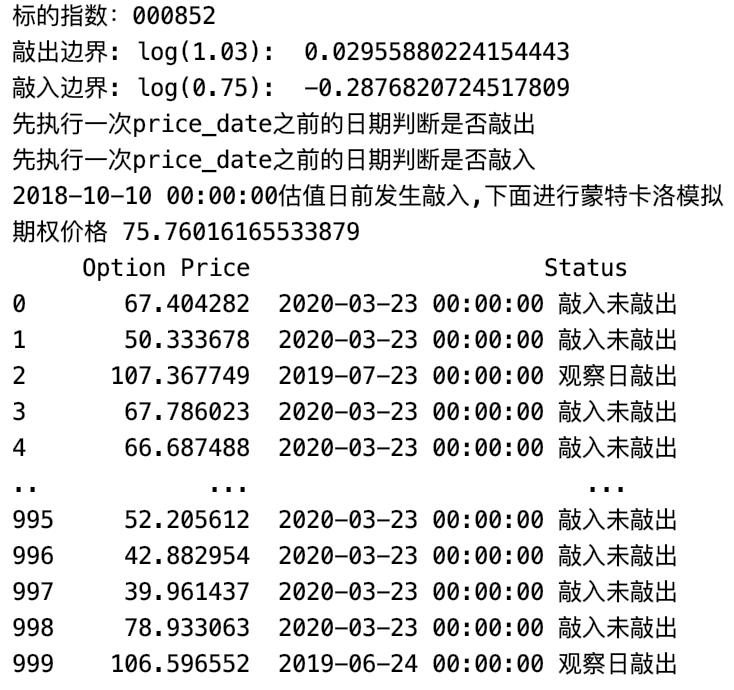 标的指数：000852
敲出边界: log(1.03):  0.02955880224154443
敲入边界: log(0.75):  -0.2876820724517809
先执行一次price_date之前的日期判断是否敲出
先执行一次price_date之前的日期判断是否敲入
2018-10-10 00:00:00估值日前发生敲入,下面进行蒙特卡洛模拟
期权价格 75.76016165533879
     Option Price                      Status
0       67.404282  2020-03-23 00:00:00 敲入未敲出
1       50.333678  2020-03-23 00:00:00 敲入未敲出
2      107.367749  2019-07-23 00:00:00 观察日敲出
3       67.786023  2020-03-23 00:00:00 敲入未敲出
4       66.687488  2020-03-23 00:00:00 敲入未敲出
..            ...                         ...
995     52.205612  2020-03-23 00:00:00 敲入未敲出
996     42.882954  2020-03-23 00:00:00 敲入未敲出
997     39.961437  2020-03-23 00:00:00 敲入未敲出
998     78.933063  2020-03-23 00:00:00 敲入未敲出
999    106.596552  2019-06-24 00:00:00 观察日敲出